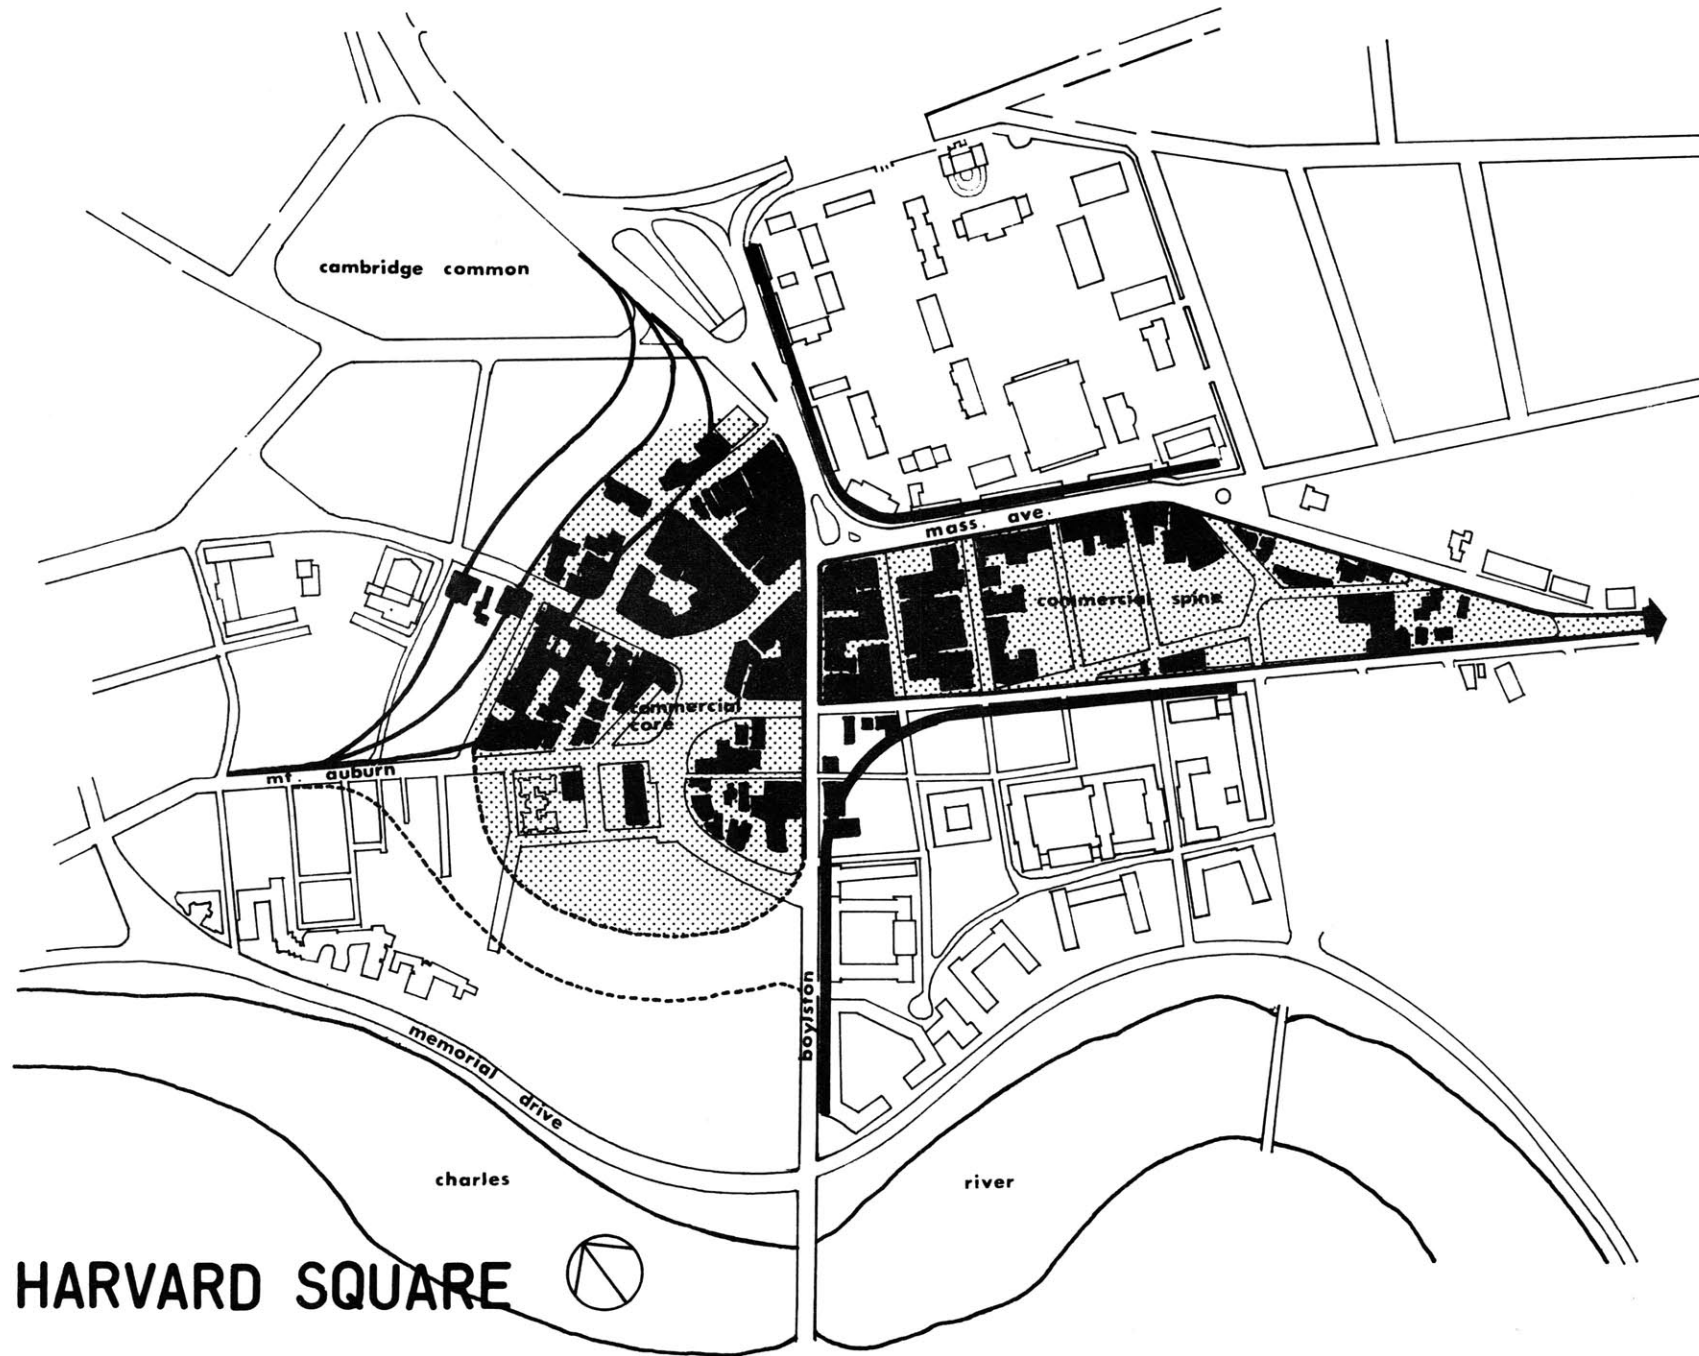 cambridge common
mass. ave.
commercial spine
commercial
core
mt. auburn
boylston
memorial drive
charles river
HARVARD SQUARE